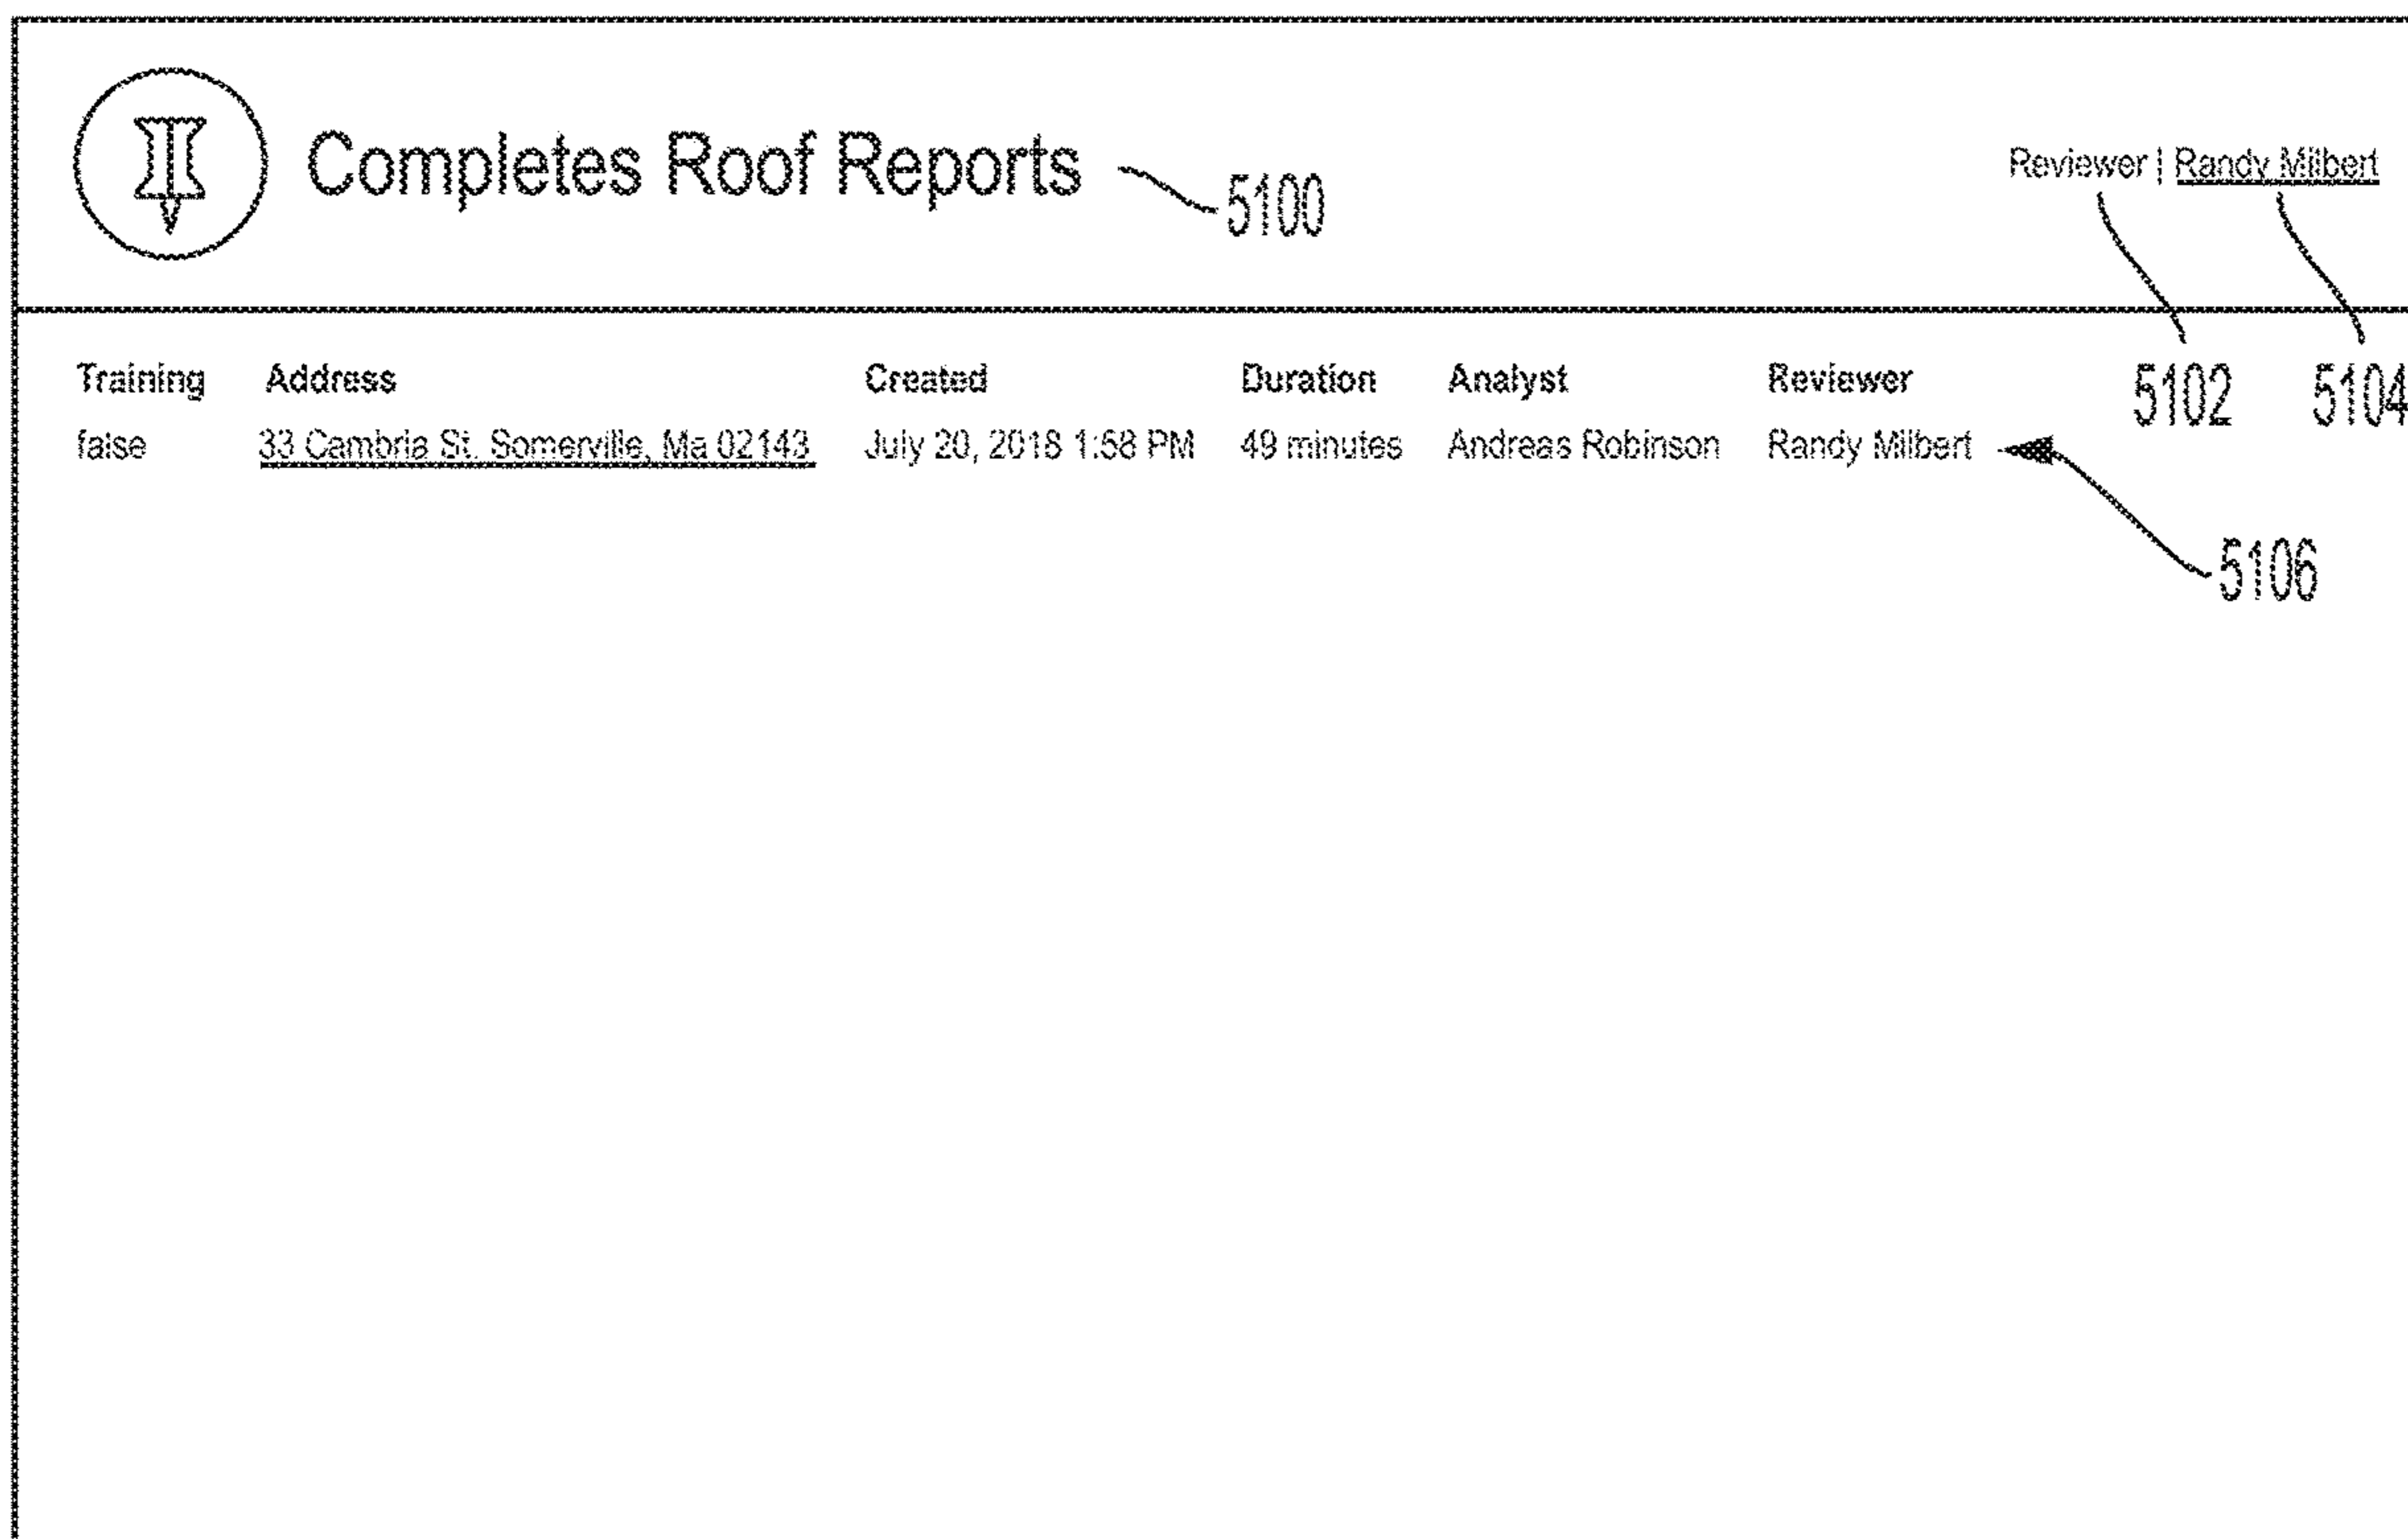 Completes Roof Reports
5100
Reviewer | Randy Milbert
5102
5104
Training Address Created Duration Analyst Reviewer
false 33 Cambria St. Somerville, Ma 02143 July 20, 2018 1:58 PM 49 minutes Andreas Robinson Randy Milbert
5106